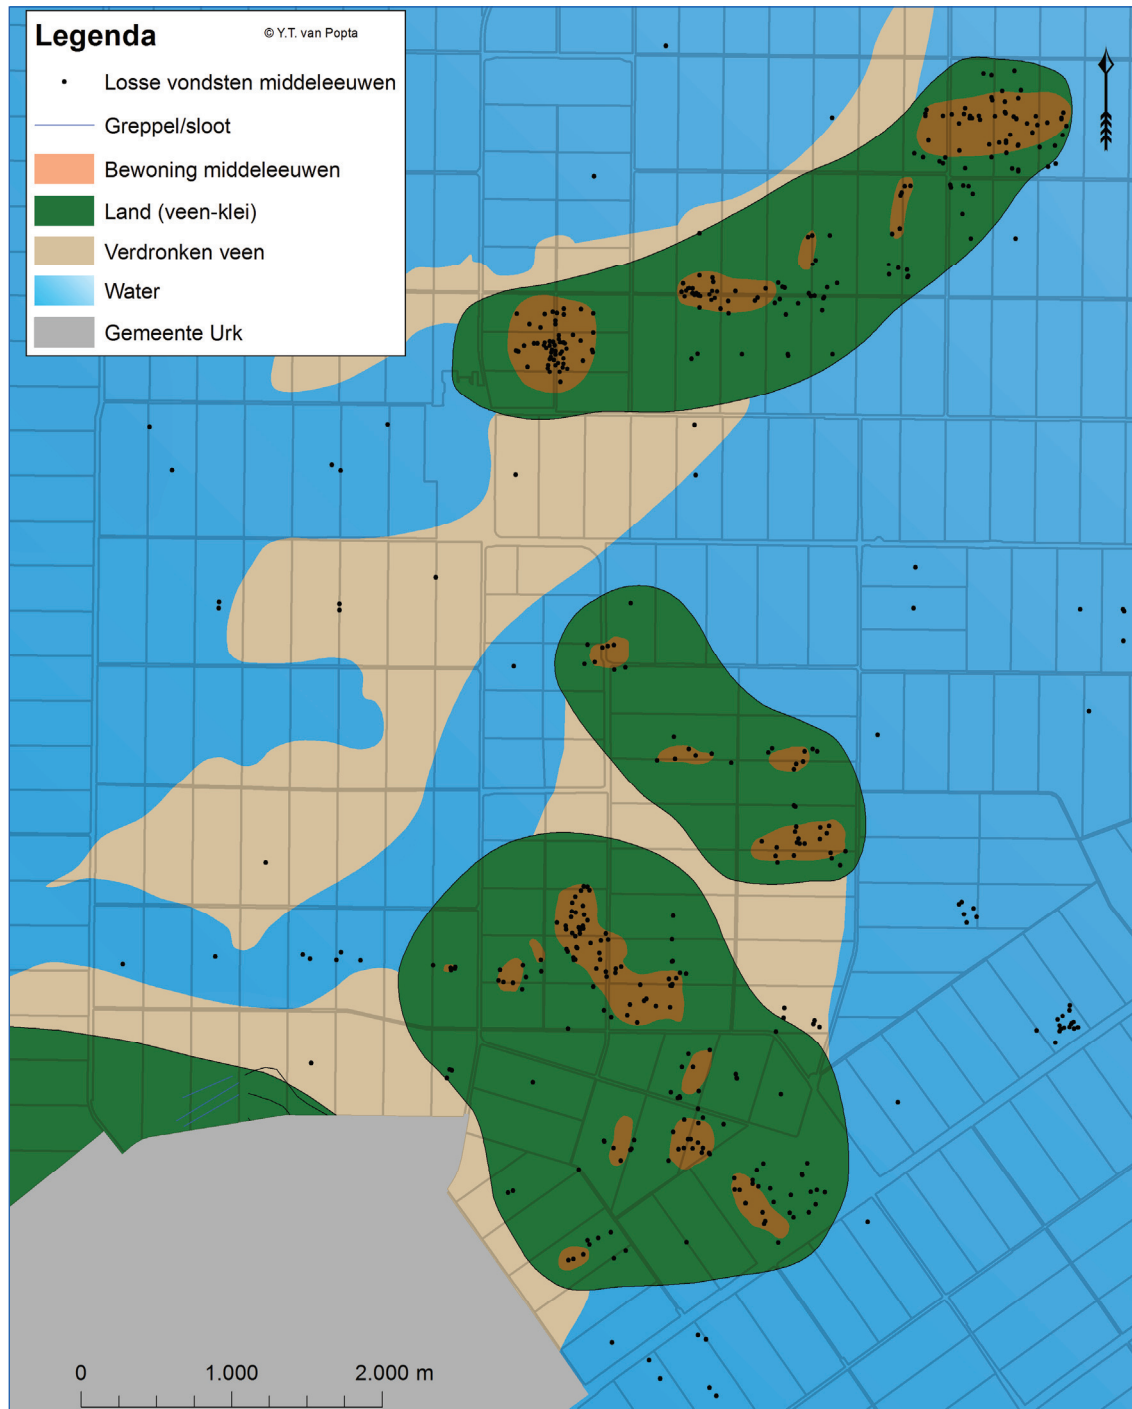 Legenda
© Y.T. van Popta
Losse vondsten middeleeuwen
Greppel/sloot
Bewoning middeleeuwen
Land (veen-klei)
Verdronken veen
Water
Gemeente Urk
0 1.000 2.000 m